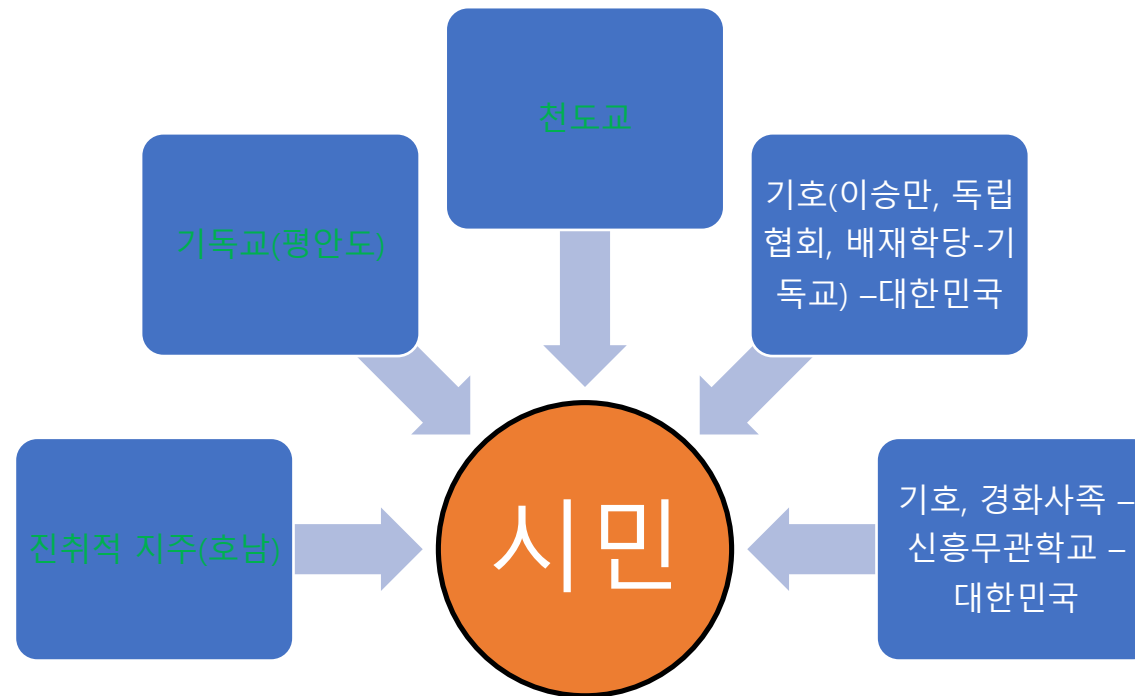 천도교
기독교(평안도)
기호(이승만, 독립
협회, 배재학당-기
독교) –대한민국
진취적 지주(호남)
시민
기호, 경화사족 –
신흥무관학교 –
대한민국